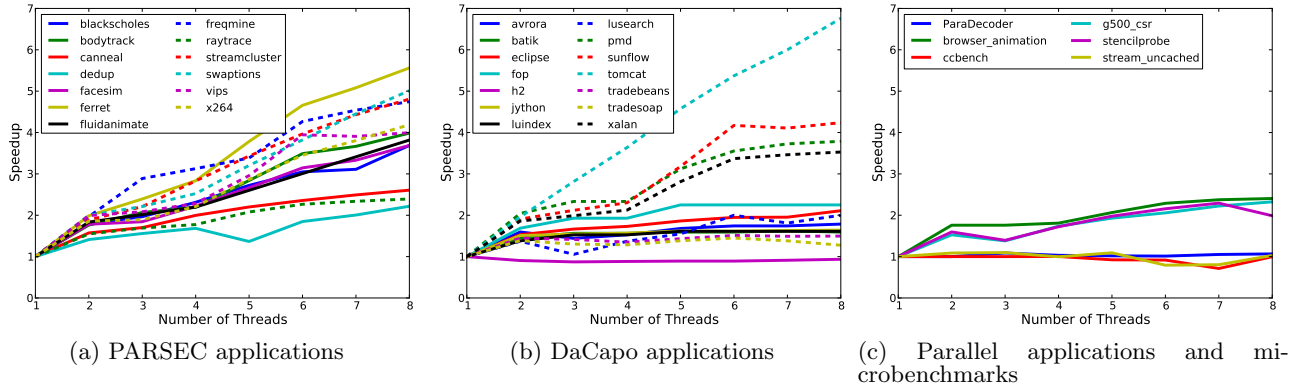 7
6
5
4
3
2
1
0
Speedup
blackscholes
bodytrack
canneal
dedup
facesim
ferret
fluidanimate
freqmine
raytrace
streamcluster
swaptions
vips
x264
1 2 3 4 5 6 7 8
Number of Threads
(a) PARSEC applications
7
6
5
4
3
2
1
0
Speedup
avrora
batik
eclipse
fop
h2
jython
luindex
lusearch
pmd
sunflow
tomcat
tradebeans
tradesoap
xalan
1 2 3 4 5 6 7 8
Number of Threads
(b) DaCapo applications
7
6
5
4
3
2
1
0
Speedup
ParaDecoder
browser_animation
ccbench
g500_csr
stencilprobe
stream_uncached
1 2 3 4 5 6 7 8
Number of Threads
(c) Parallel applications and mi-
crobenchmarks